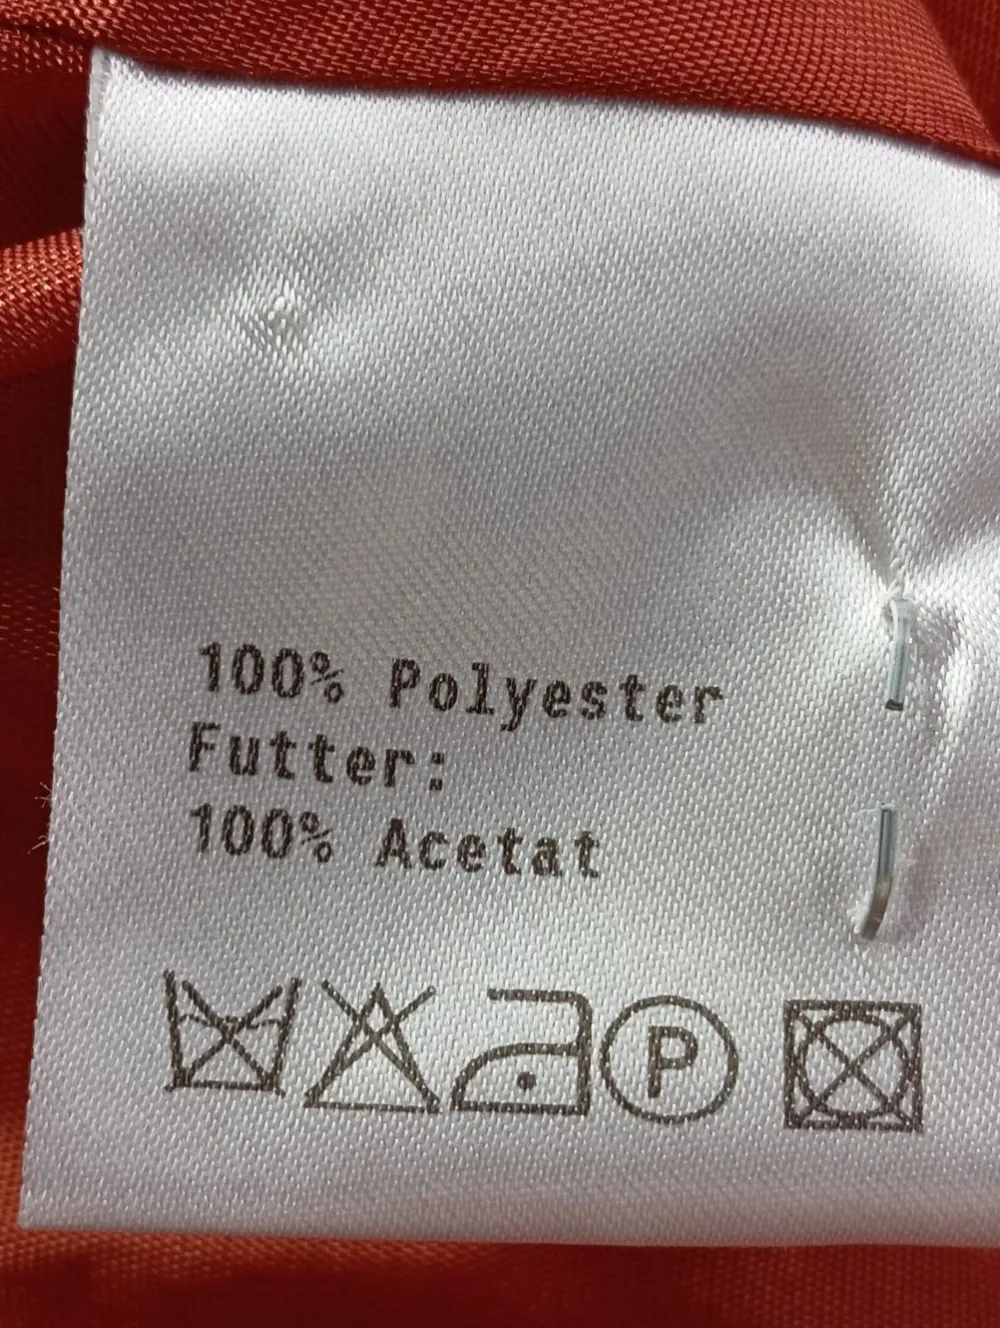 100% Polyester
Futter:
100% Acetat
P